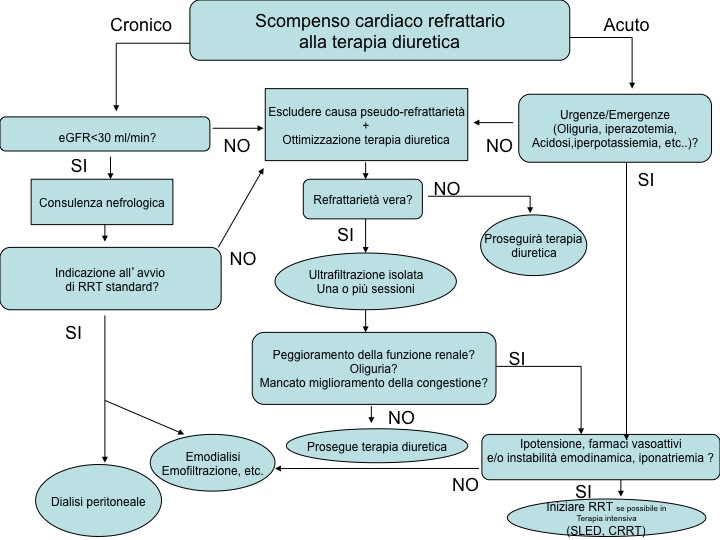 Cronico
Scompenso cardiaco refrattario
alla terapia diuretica
Acuto
eGFR<30 ml/min?
NO
Escludere causa pseudo-refrattarietà
+
Ottimizzazione terapia diuretica
NO
Urgenze/Emergenze
(Oliguria, iperazotemia,
Acidosi,iperpotassiemia, etc..)?
SI
SI
Consulenza nefrologica
Refrattarietà vera?
NO
SI
Proseguirà terapia
diuretica
Indicazione all’ avvio
di RRT standard?
NO
Ultrafiltrazione isolata
Una o più sessioni
SI
Peggioramento della funzione renale?
Oliguria?
Mancato miglioramento della congestione?
SI
NO
Prosegue terapia diuretica
Emodialisi
Emofiltrazione, etc.
Ipotensione, farmaci vasoattivi
e/o instabilità emodinamica, iponatriemia ?
NO
SI
Dialisi peritoneale
Iniziare RRT se possibile in
Terapia intensiva
(SLED, CRRT)